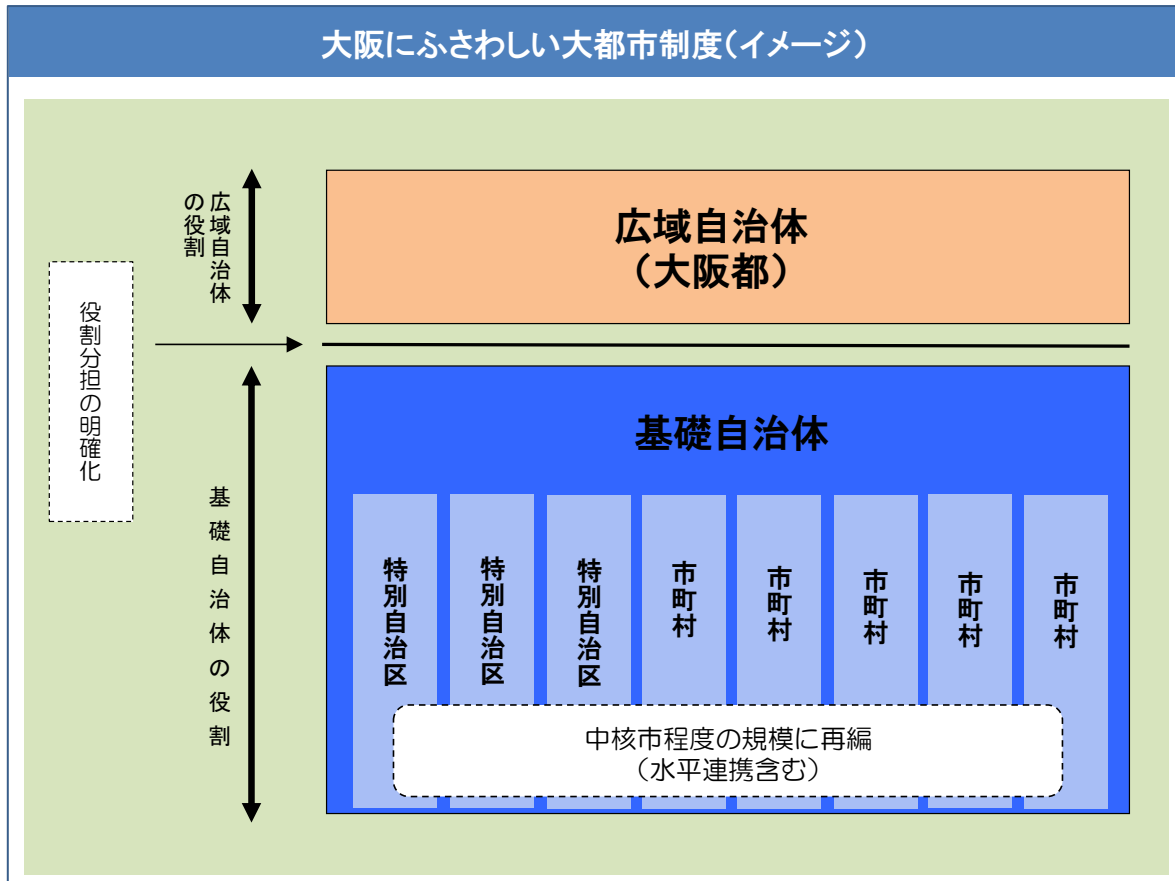 大阪にふさわしい大都市制度（イメージ）
広域自治体
の役割
広域自治体
（大阪都）
役割分担の明確化
基礎自治体の役割
基礎自治体
特別自治区
特別自治区
特別自治区
市町村
市町村
市町村
市町村
市町村
中核市程度の規模に再編
（水平連携含む）